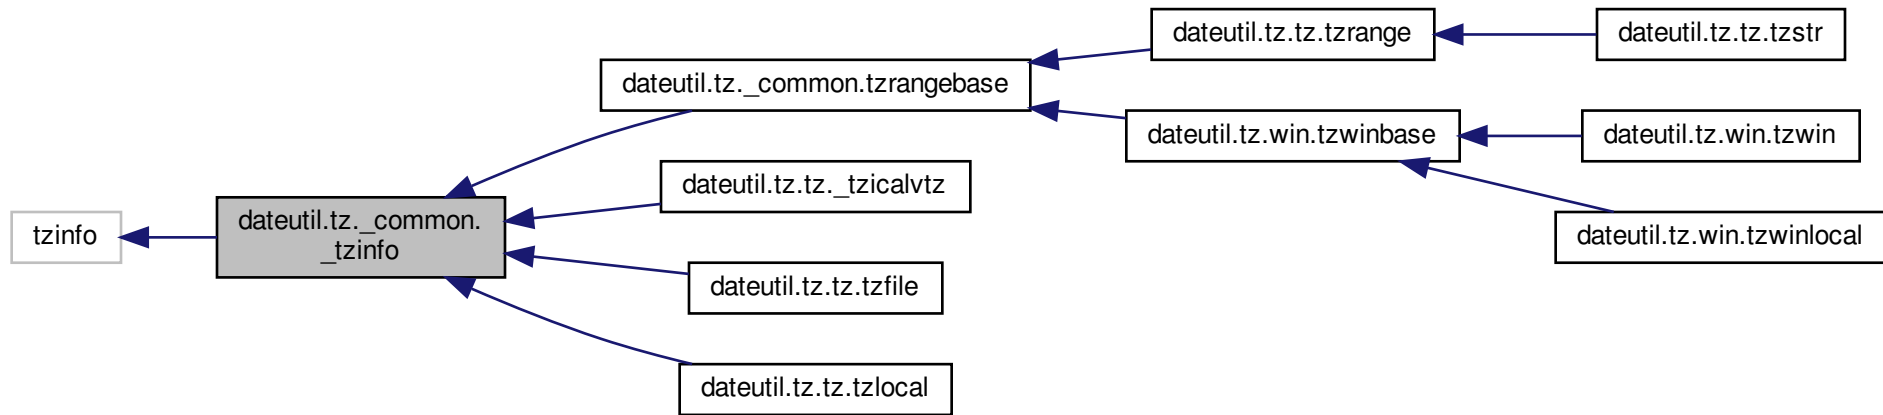 dateutil.tz.tz.tzrange
dateutil.tz.tz.tzstr
dateutil.tz._common.tzrangebase
dateutil.tz.win.tzwinbase
dateutil.tz.win.tzwin
dateutil.tz.tz._tzicalvtz
tzinfo
dateutil.tz._common.
_tzinfo
dateutil.tz.win.tzwinlocal
dateutil.tz.tz.tzfile
dateutil.tz.tz.tzlocal